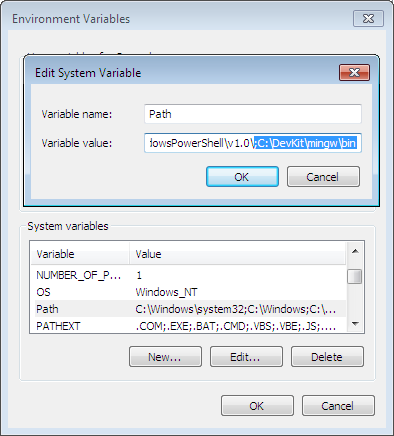 Environment Variables
Edit System Variable
Variable name:
Path
Variable value:
dowsPowerShell\v1.0\;C:\DevKit\mingw\bin
OK
Cancel
System variables
Variable
Value
NUMBER_OF_P...
1
OS
Windows_NT
Path
C:\Windows\system32;C:\Windows;C:\...
PATHEXT
.COM;.EXE;.BAT;.CMD;.VBS;.VBE;.JS;....
New...
Edit...
Delete
OK
Cancel